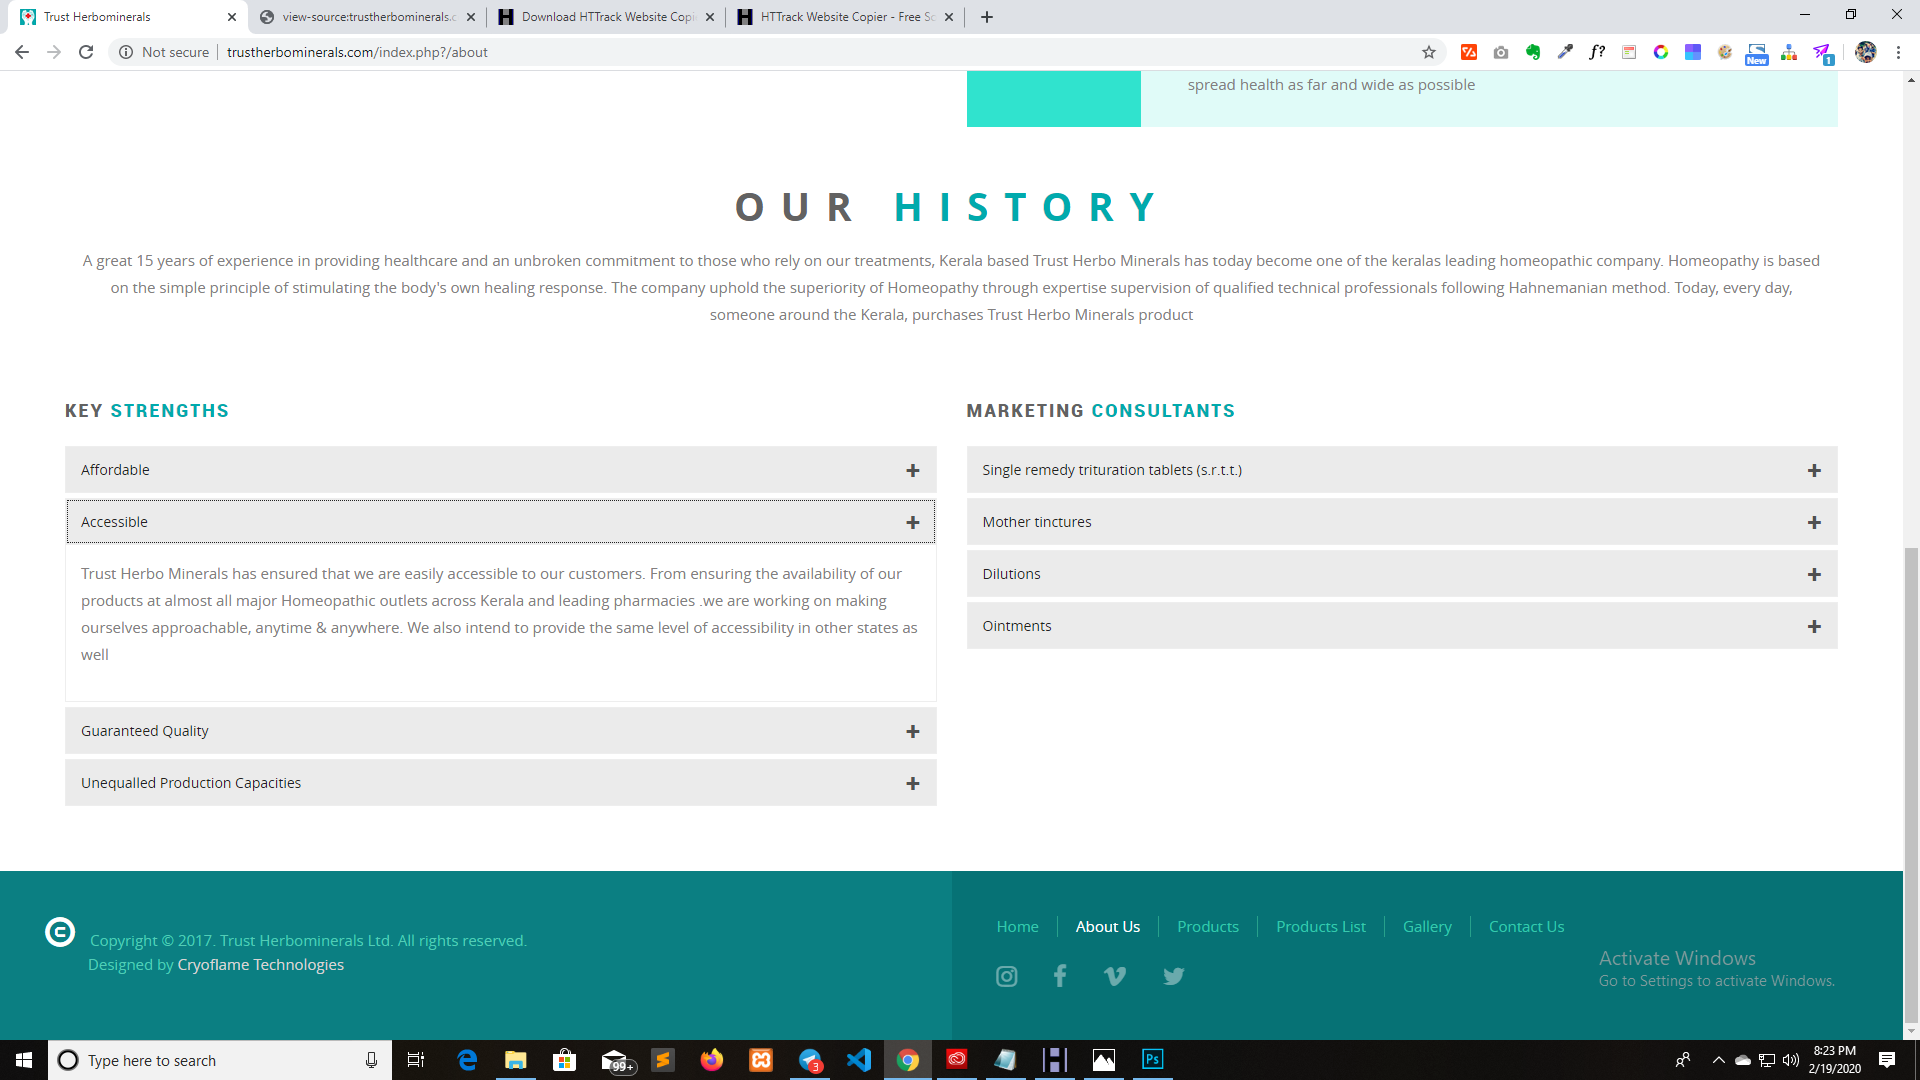 Trust Herbominerals
view-source:trustherbominerals.c
Download HTTrack Website Copi
HTTrack Website Copier - Free So
Not secure
trustherbominerals.com/index.php?/about
f?
New
1
spread health as far and wide as possible
OUR HISTORY
A great 15 years of experience in providing healthcare and an unbroken commitment to those who rely on our treatments, Kerala based Trust Herbo Minerals has today become one of the keralas leading homeopathic company. Homeopathy is based
on the simple principle of stimulating the body's own healing response. The company uphold the superiority of Homeopathy through expertise supervision of qualified technical professionals following Hahnemanian method. Today, every day,
someone around the Kerala, purchases Trust Herbo Minerals product
KEY STRENGTHS
Affordable
Accessible
Trust Herbo Minerals has ensured that we are easily accessible to our customers. From ensuring the availability of our
products at almost all major Homeopathic outlets across Kerala and leading pharmacies .we are working on making
ourselves approachable, anytime & anywhere. We also intend to provide the same level of accessibility in other states as
well
Guaranteed Quality
Unequalled Production Capacities
MARKETING CONSULTANTS
Single remedy trituration tablets (s.r.t.t.)
Mother tinctures
Dilutions
Ointments
Copyright © 2017. Trust Herbominerals Ltd. All rights reserved.
Designed by Cryoflame Technologies
Home
About Us
Products
Products List
Gallery
Contact Us
Activate Windows
Go to Settings to activate Windows.
Type here to search
99+
3
Ps
8:23 PM
2/19/2020